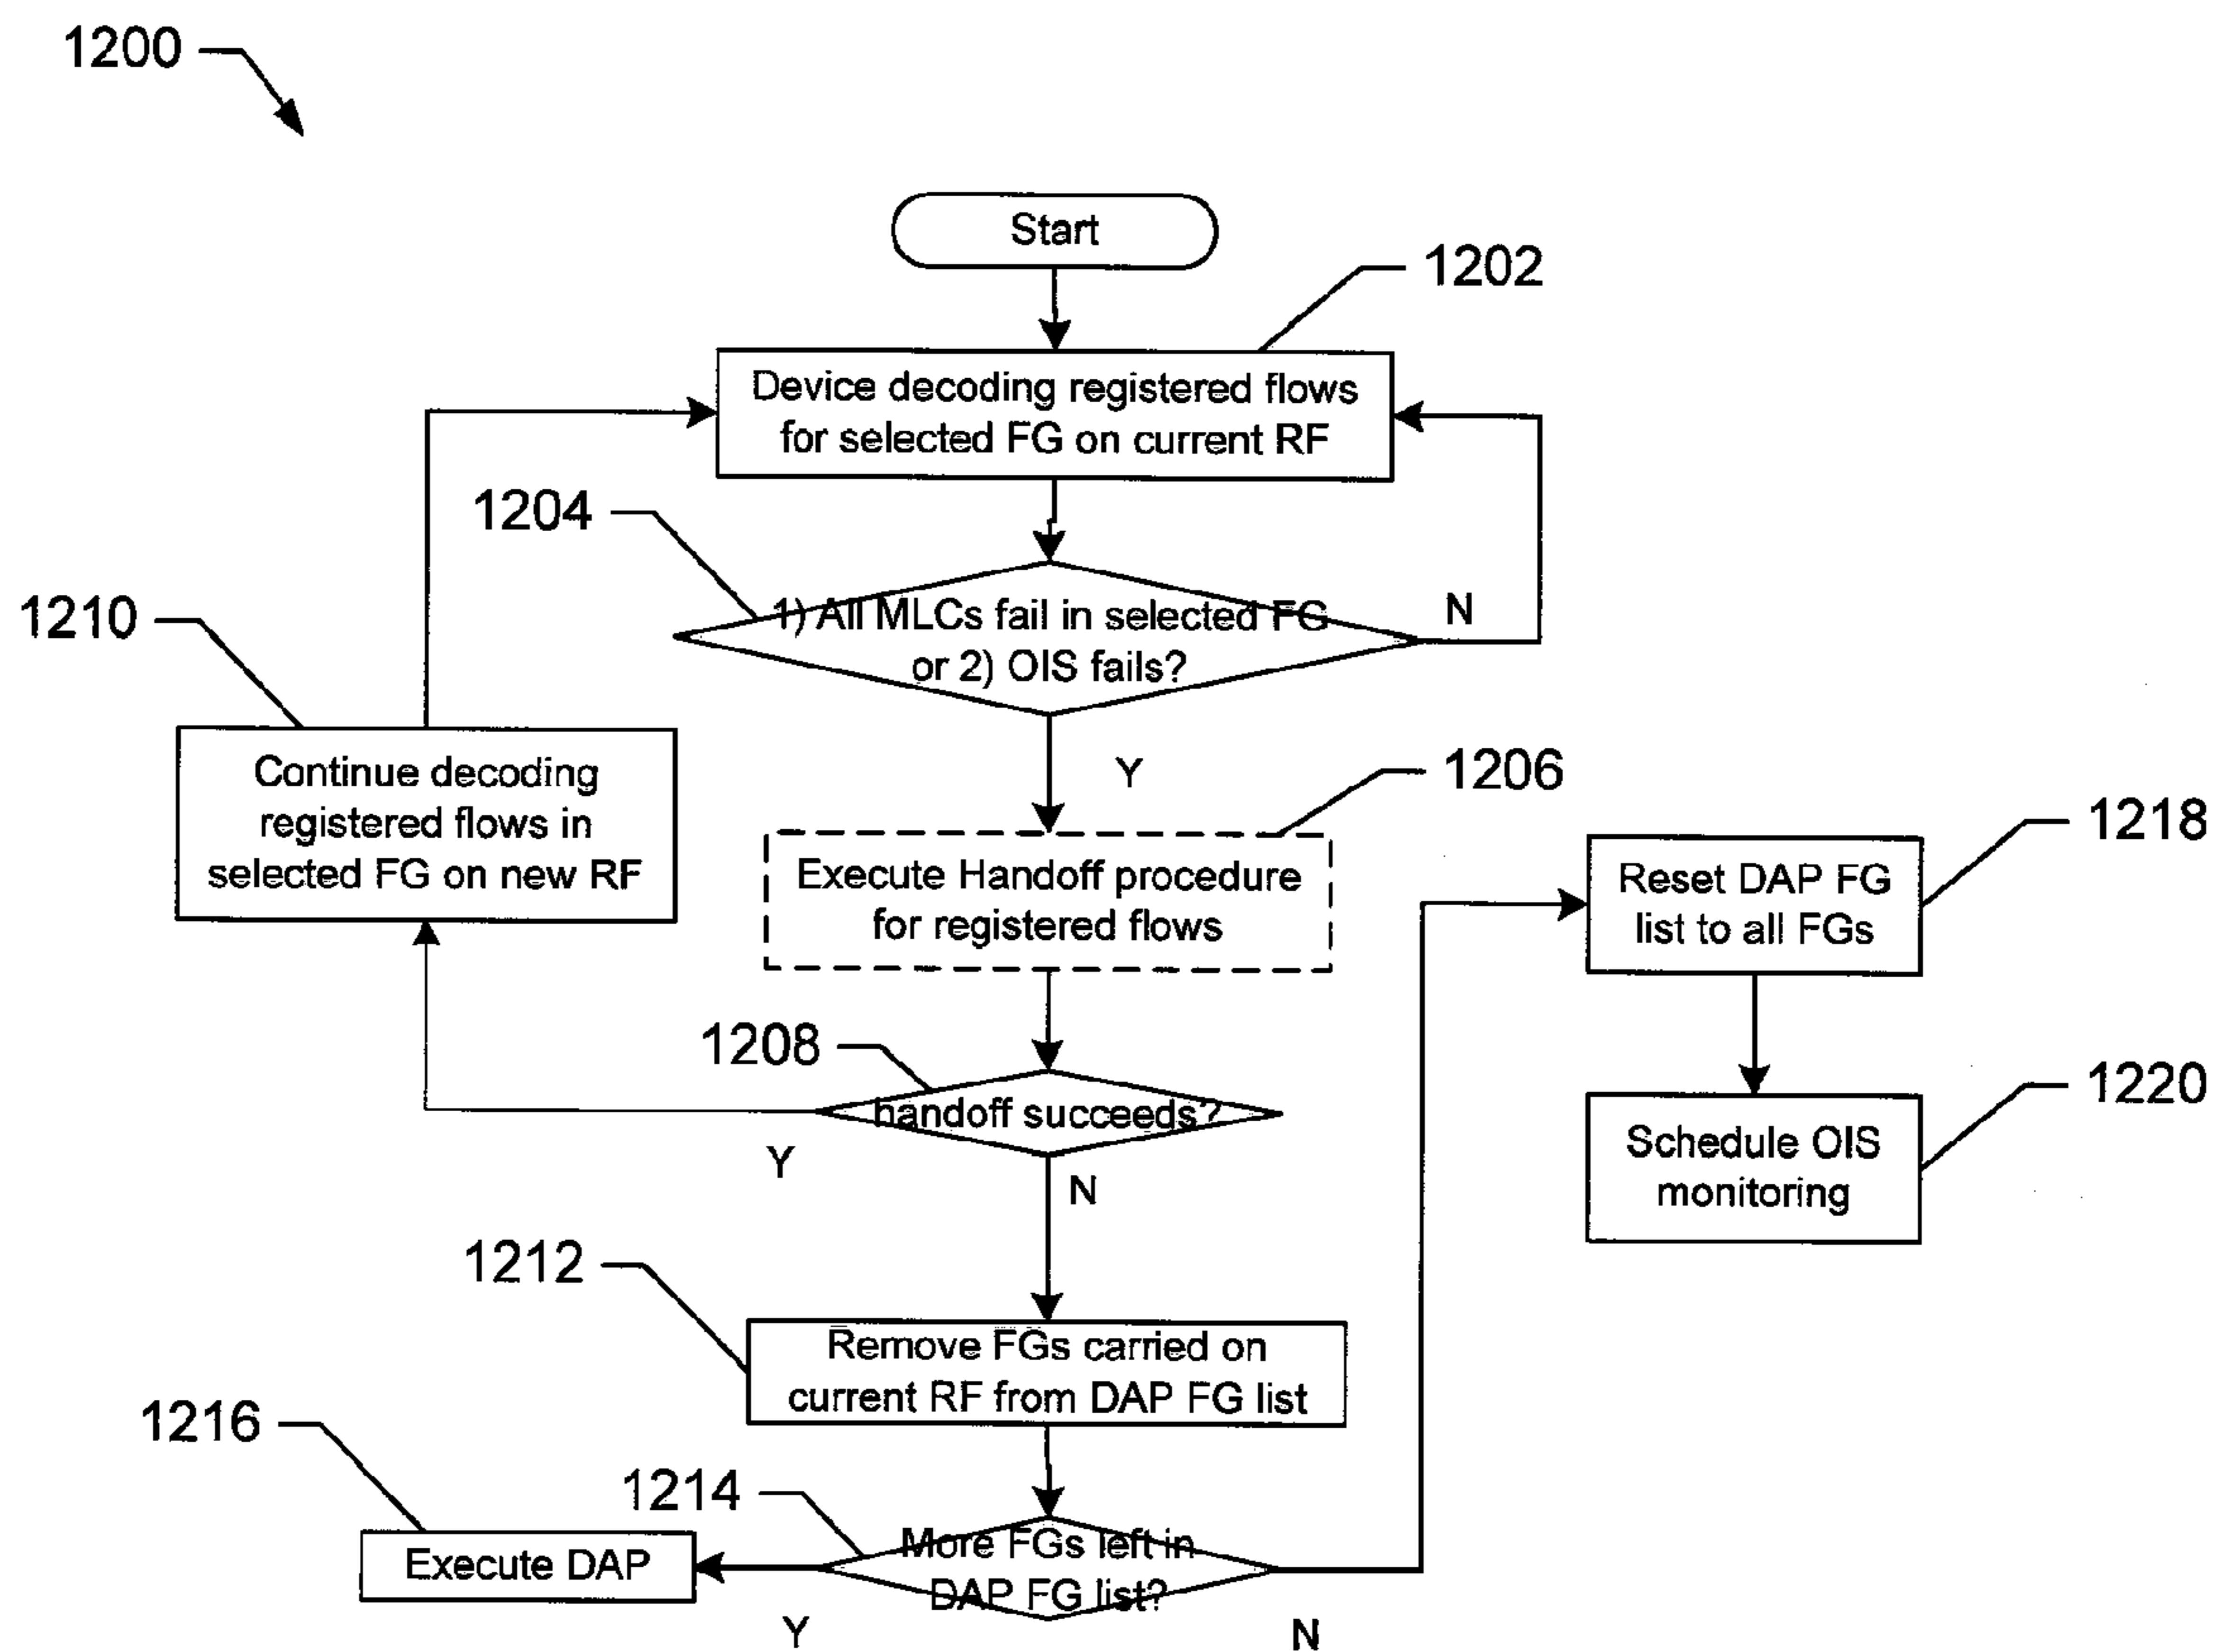 1200
Start
1202
Device decoding registered flows
for selected FG on current RF
1204
1) All MLCs fail in selected FG
or 2) OIS fails?
N
1210
Y
1206
Continue decoding
registered flows in
selected FG on new RF
Execute Handoff procedure
for registered flows
1218
Reset DAP FG
list to all FGs
1208
handoff succeeds?
Y
N
1220
Schedule OIS
monitoring
1212
Remove FGs carried on
current RF from DAP FG list
1216
1214
Execute DAP
More FGs left in
DAP FG list?
Y
N